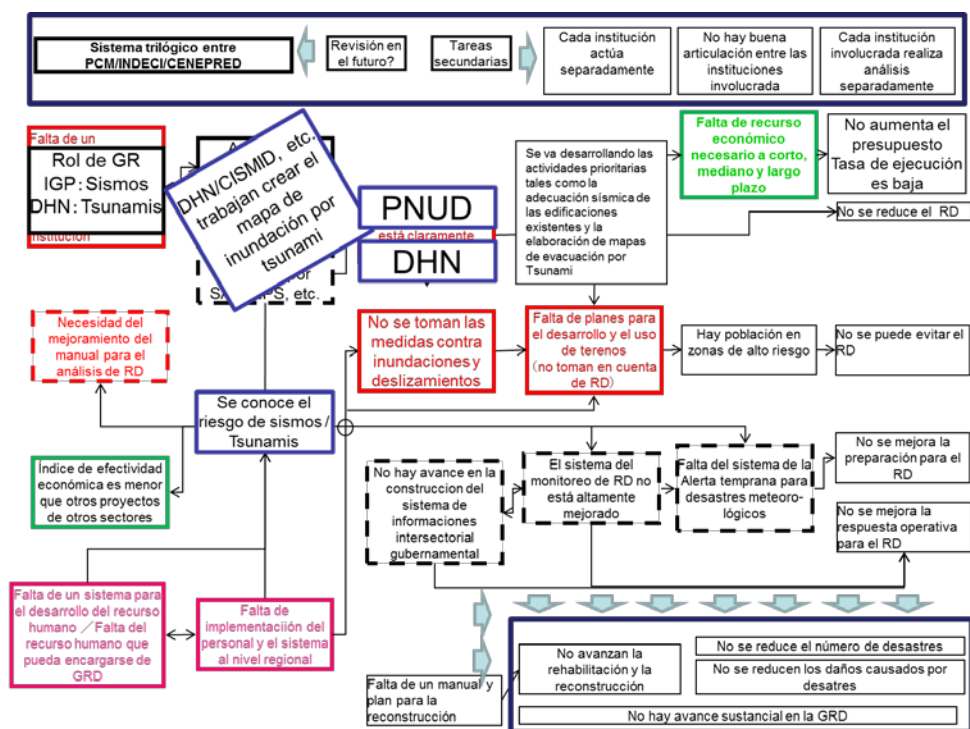 Sistema trilógico entre
PCM/INDECI/CENEPRED
Revisión en
el futuro?
Tareas
secundarias
Cada institución
actúa
separadamente
No hay buena
articulación entre las
instituciones
involucrada
Cada institución
involucrada realiza
análisis
separadamente
Falta de un
Rol de GR
IGP: Sismos
DHN: Tsunamis
institución
DHN/CISMID, etc.
trabajan crear el
mapa de
inundación por
tsunami
por
etc.
PNUD
está claramente
DHN
Se va desarrollando las
actividades prioritarias
tales como la
adecuación sísmica de
las edificaciones
existentes y la
elaboración de mapas
de evacuación por
Tsunami
Falta de recurso
económico
necesario a corto,
mediano y largo
plazo
No aumenta el
presupuesto
Tasa de ejecución
es baja
No se reduce el RD
Necesidad del
mejoramiento del
manual para el
análisis de RD
No se toman las
medidas contra
inundaciones y
deslizamientos
Falta de planes para
el desarrollo y el uso
de terenos
(no toman en cuenta
de RD)
Hay población en
zonas de alto riesgo
No se puede evitar el
RD
Se conoce el
riesgo de sismos /
Tsunamis
Índice de efectividad
económica es menor
que otros proyectos
de otros sectores
No hay avance en la
construccion del
sistema de
informaciones
intersectorial
gubernamental
El sistema del
monitoreo de RD no
está altamente
mejorado
Falta del sistema de la
Alerta temprana para
desastres meteoro-
lógicos
No se mejora la
preparación para el
RD
No se mejora la
respuesta operativa
para el RD
Falta de un sistema para
el desarrollo del recurso
humano／Falta del
recurso humano que
pueda encargarse de
GRD
Falta de
implementaciión del
personal y el sistema
al nivel regional
Falta de un manual y
plan para la
reconstrucción
No avanzan la
rehabilitación y la
reconstrucción
No se reduce el número de desastres
No se reducen los daños causados por
desatres
No hay avance sustancial en la GRD